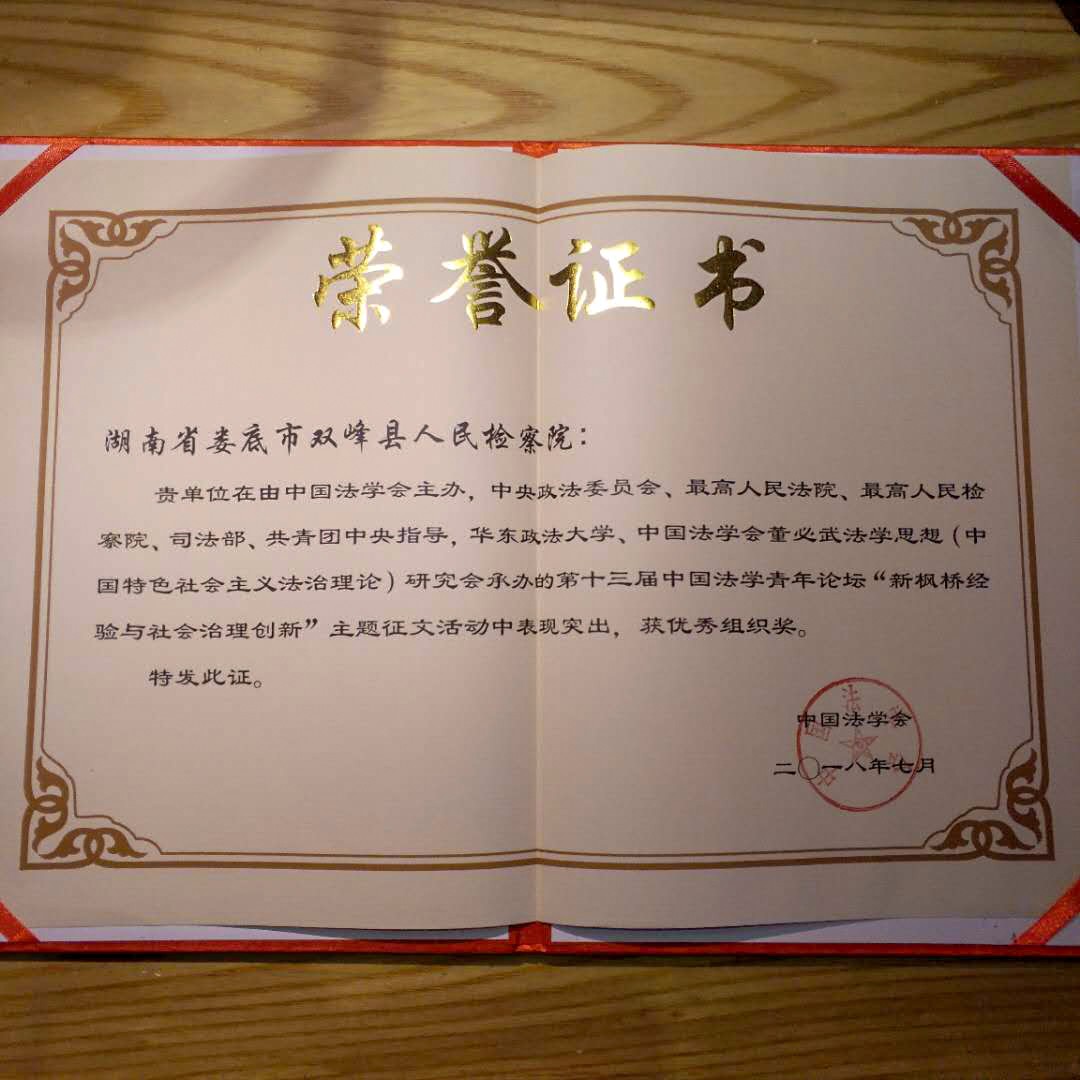 荣誉证书
湖南省娄底市双峰县人民检察院：
贵单位在由中国法学会主办，中央政法委员会、最高人民法院、最高人民检
察院、司法部、共青团中央指导，华东政法大学、中国法学会董必武法学思想（中
国特色社会主义法治理论）研究会承办的第十三届中国法学青年论坛“新枫桥经
验与社会治理创新”主题征文活动中表现突出，获优秀组织奖。
特发此证。
中国法学会
二〇一八年七月